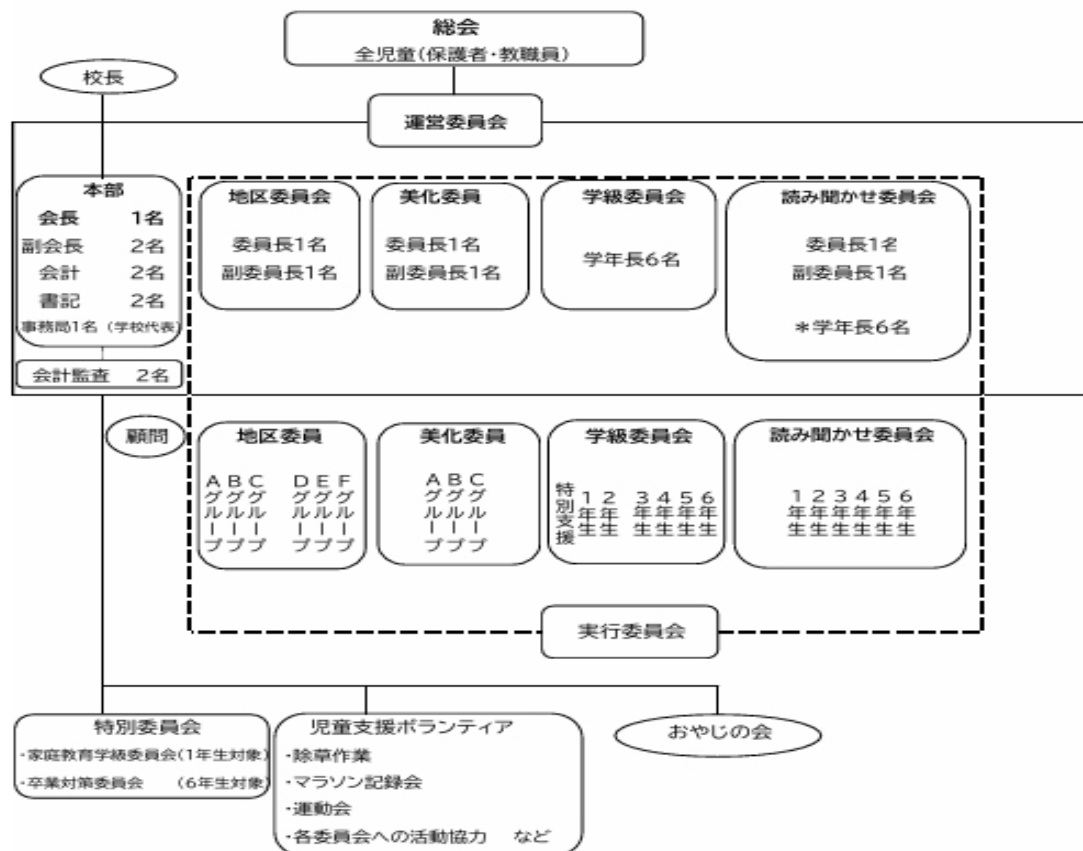 総会
全児童(保護者・教職員)
校長
運営委員会
本部
会長 1名
副会長 2名
会計 2名
書記 2名
事務局1名 (学校代表)
会計監査 2名
地区委員会
委員長1名
副委員長1名
美化委員
委員長1名
副委員長1名
学級委員会
学年長6名
読み聞かせ委員会
委員長1名
副委員長1名
*学年長6名
顧問
地区委員
Aグループ
Bグループ
Cグループ
Dグループ
Eグループ
Fグループ
美化委員
Aグループ
Bグループ
Cグループ
学級委員会
特別支援
1年生
2年生
3年生
4年生
5年生
6年生
読み聞かせ委員会
1年生
2年生
3年生
4年生
5年生
6年生
実行委員会
特別委員会
・家庭教育学級委員会(1年生対象)
・卒業対策委員会 (6年生対象)
児童支援ボランティア
・除草作業
・マラソン記録会
・運動会
・各委員会への活動協力 など
おやじの会